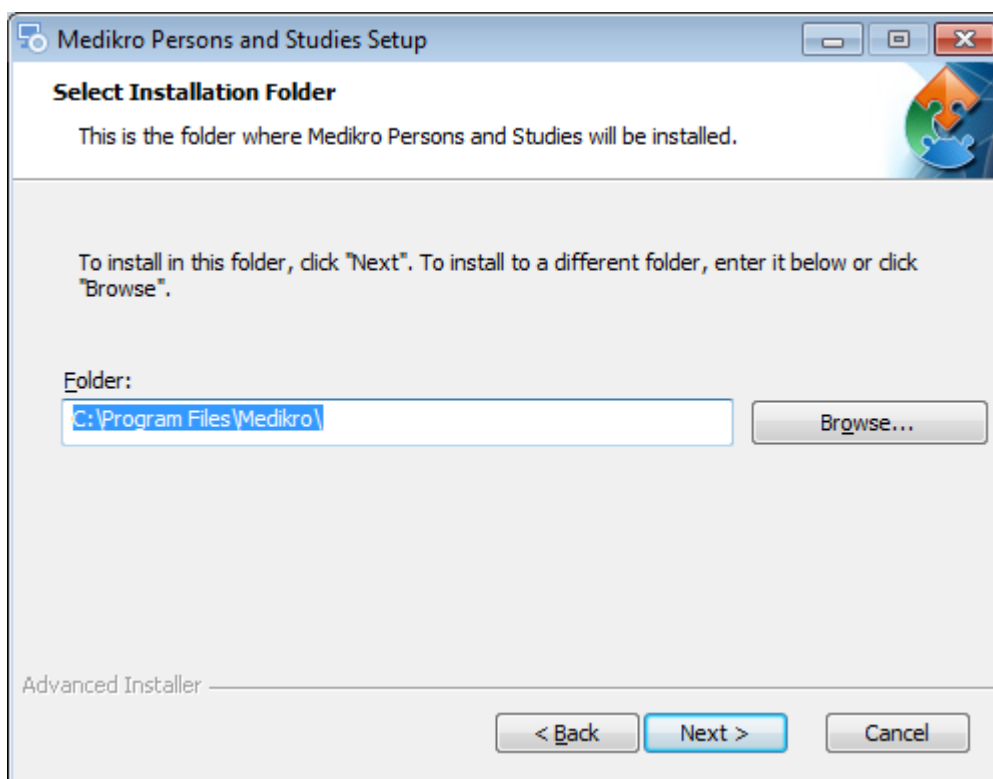 Medikro Persons and Studies Setup
Select Installation Folder
This is the folder where Medikro Persons and Studies will be installed.
To install in this folder, click "Next". To install to a different folder, enter it below or click
"Browse".
Folder:
C:\Program Files\Medikro\
Browse...
Advanced Installer
< Back
Next >
Cancel